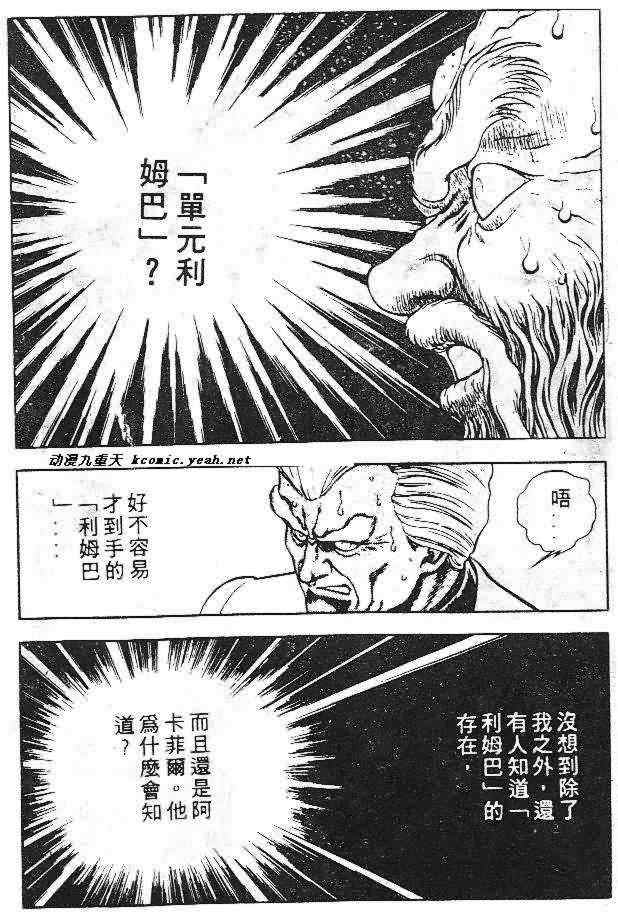 「單元利
姆巴」?
动漫九重天 kcomic.yeah.net
唔……
好不容易
才到手的
「利姆巴
」……
沒想到除了
我之外,還
有人知道「
利姆巴」的
存在,
而且還是阿
卡菲爾。他
爲什麼會知
道?